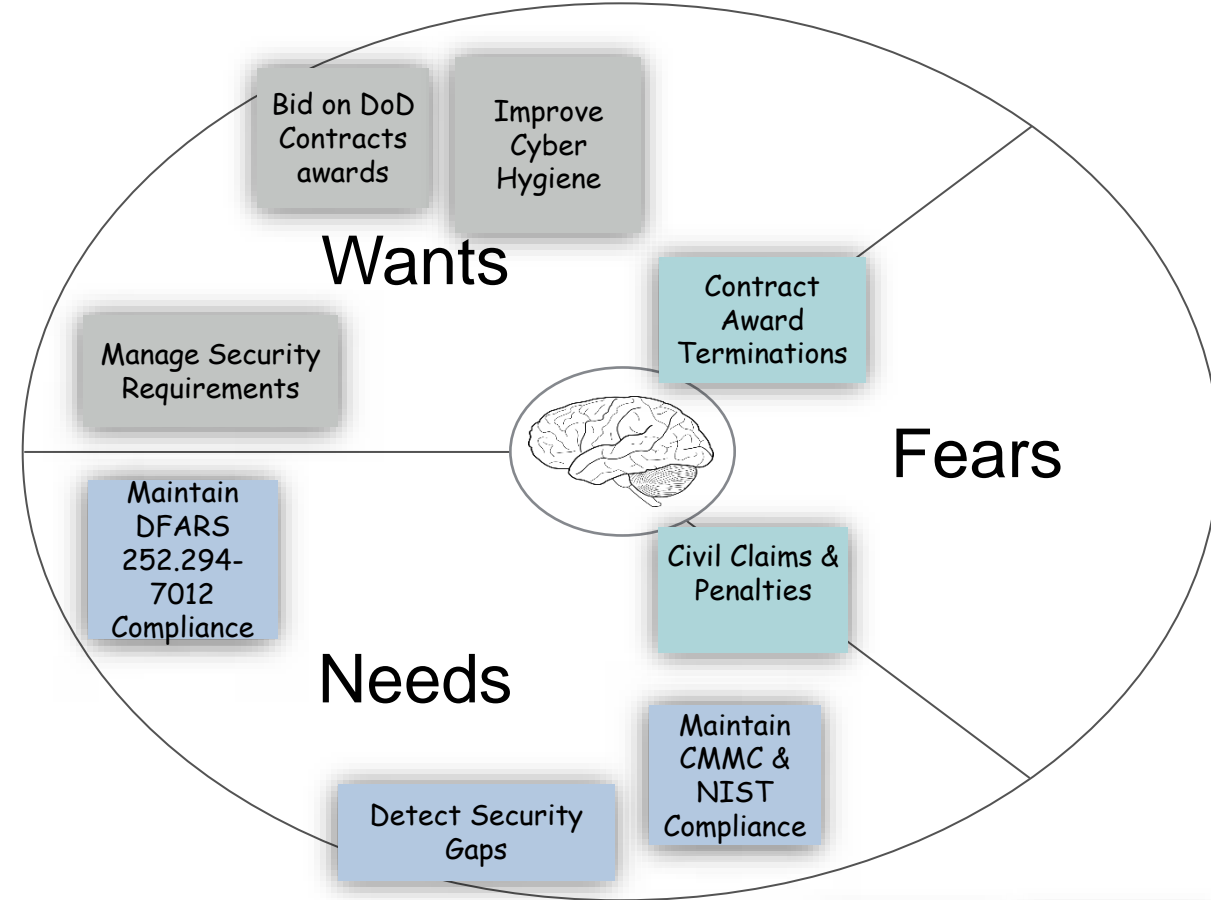 Bid on DoD
Contracts
awards
Improve
Cyber
Hygiene
Wants
Manage Security
Requirements
Contract
Award
Terminations
Fears
Civil Claims &
Penalties
Maintain
DFARS
252.294-
7012
Compliance
Needs
Maintain
CMMC &
NIST
Compliance
Detect Security
Gaps